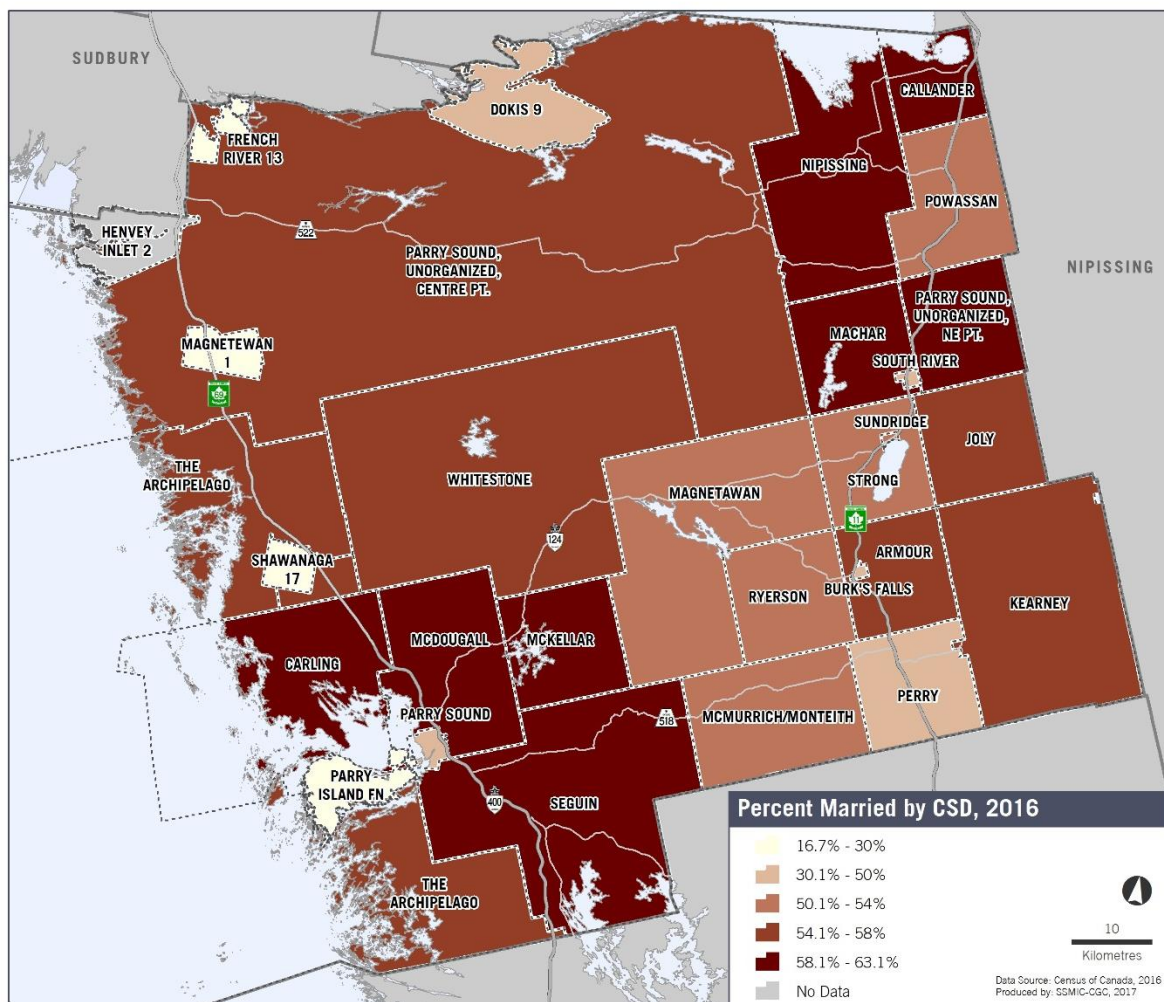 SUDBURY
DOKIS 9
CALLANDER
FRENCH
RIVER 13
NIPISSING
POWASSAN
HENVEY
INLET 2
522
PARRY SOUND,
UNORGANIZED,
CENTRE PT.
NIPISSING
PARRY SOUND,
UNORGANIZED,
NE PT.
MACHAR
MAGNETEWAN
1
SOUTH RIVER
69
SUNDRIDGE
JOLY
THE
ARCHIPELAGO
WHITESTONE
MAGNETAWAN
STRONG
11
124
ARMOUR
SHAWANAGA
17
BURK'S FALLS
RYERSON
KEARNEY
MCDOUGALL
MCKELLAR
CARLING
PERRY
PARRY SOUND
518
MCMURRICH/MONTEITH
PARRY
ISLAND FN
400
SEGUIN
THE
ARCHIPELAGO
Percent Married by CSD, 2016
16.7% - 30%
30.1% - 50%
50.1% - 54%
54.1% - 58%
58.1% - 63.1%
No Data
10
Kilometres
Data Source: Census of Canada, 2016
Produced by: SSMIC-CGC, 2017